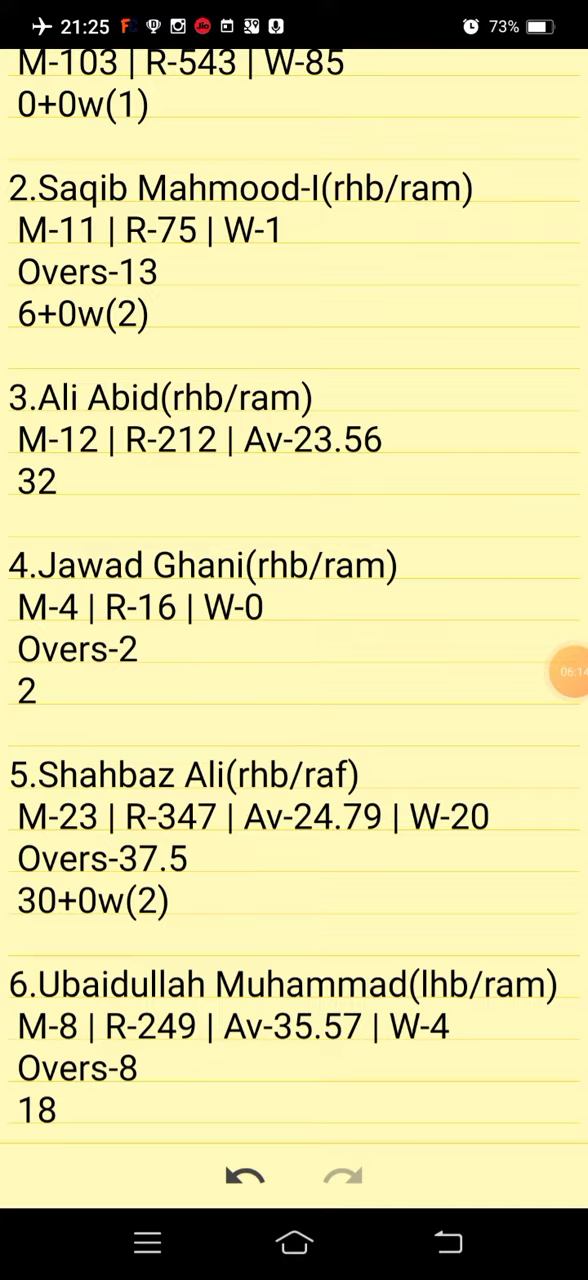 21:25
73%
M-103 | R-543 | W-85
0+0w(1)
2.Saqib Mahmood-I(rhb/ram)
M-11 | R-75 | W-1
Overs-13
6+0w(2)
3.Ali Abid(rhb/ram)
M-12 | R-212 | Av-23.56
32
4.Jawad Ghani(rhb/ram)
M-4 | R-16 | W-0
Overs-2
2
06:14
5.Shahbaz Ali(rhb/raf)
M-23 | R-347 | Av-24.79 | W-20
Overs-37.5
30+0w(2)
6.Ubaidullah Muhammad(lhb/ram)
M-8 | R-249 | Av-35.57 | W-4
Overs-8
18